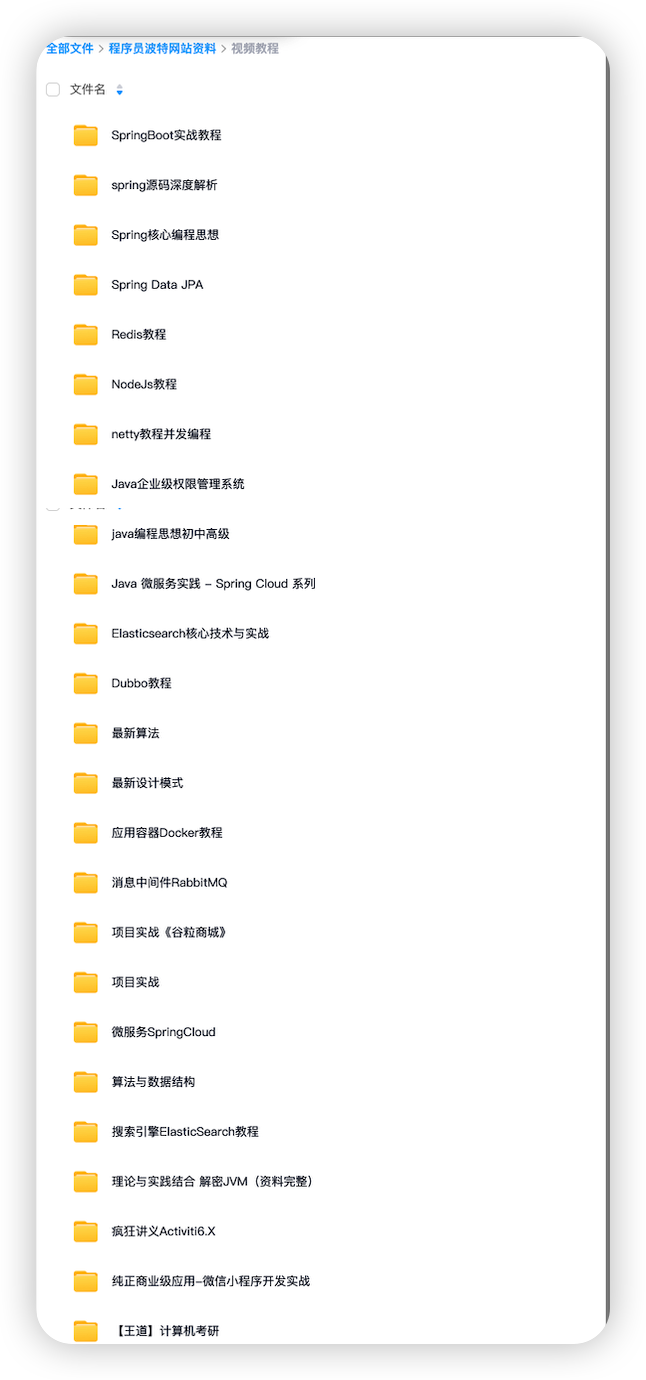 全部文件 > 程序员波特网站资料 > 视频教程
文件名
SpringBoot实战教程
spring源码深度解析
Spring核心编程思想
Spring Data JPA
Redis教程
NodeJs教程
netty教程并发编程
Java企业级权限管理系统
java编程思想初中高级
Java 微服务实践 - Spring Cloud 系列
Elasticsearch核心技术与实战
Dubbo教程
最新算法
最新设计模式
应用容器Docker教程
消息中间件RabbitMQ
项目实战《谷粒商城》
项目实战
微服务SpringCloud
算法与数据结构
搜索引擎ElasticSearch教程
理论与实践结合 解密JVM（资料完整）
疯狂讲义Activiti6.X
纯正商业级应用-微信小程序开发实战
【王道】计算机考研